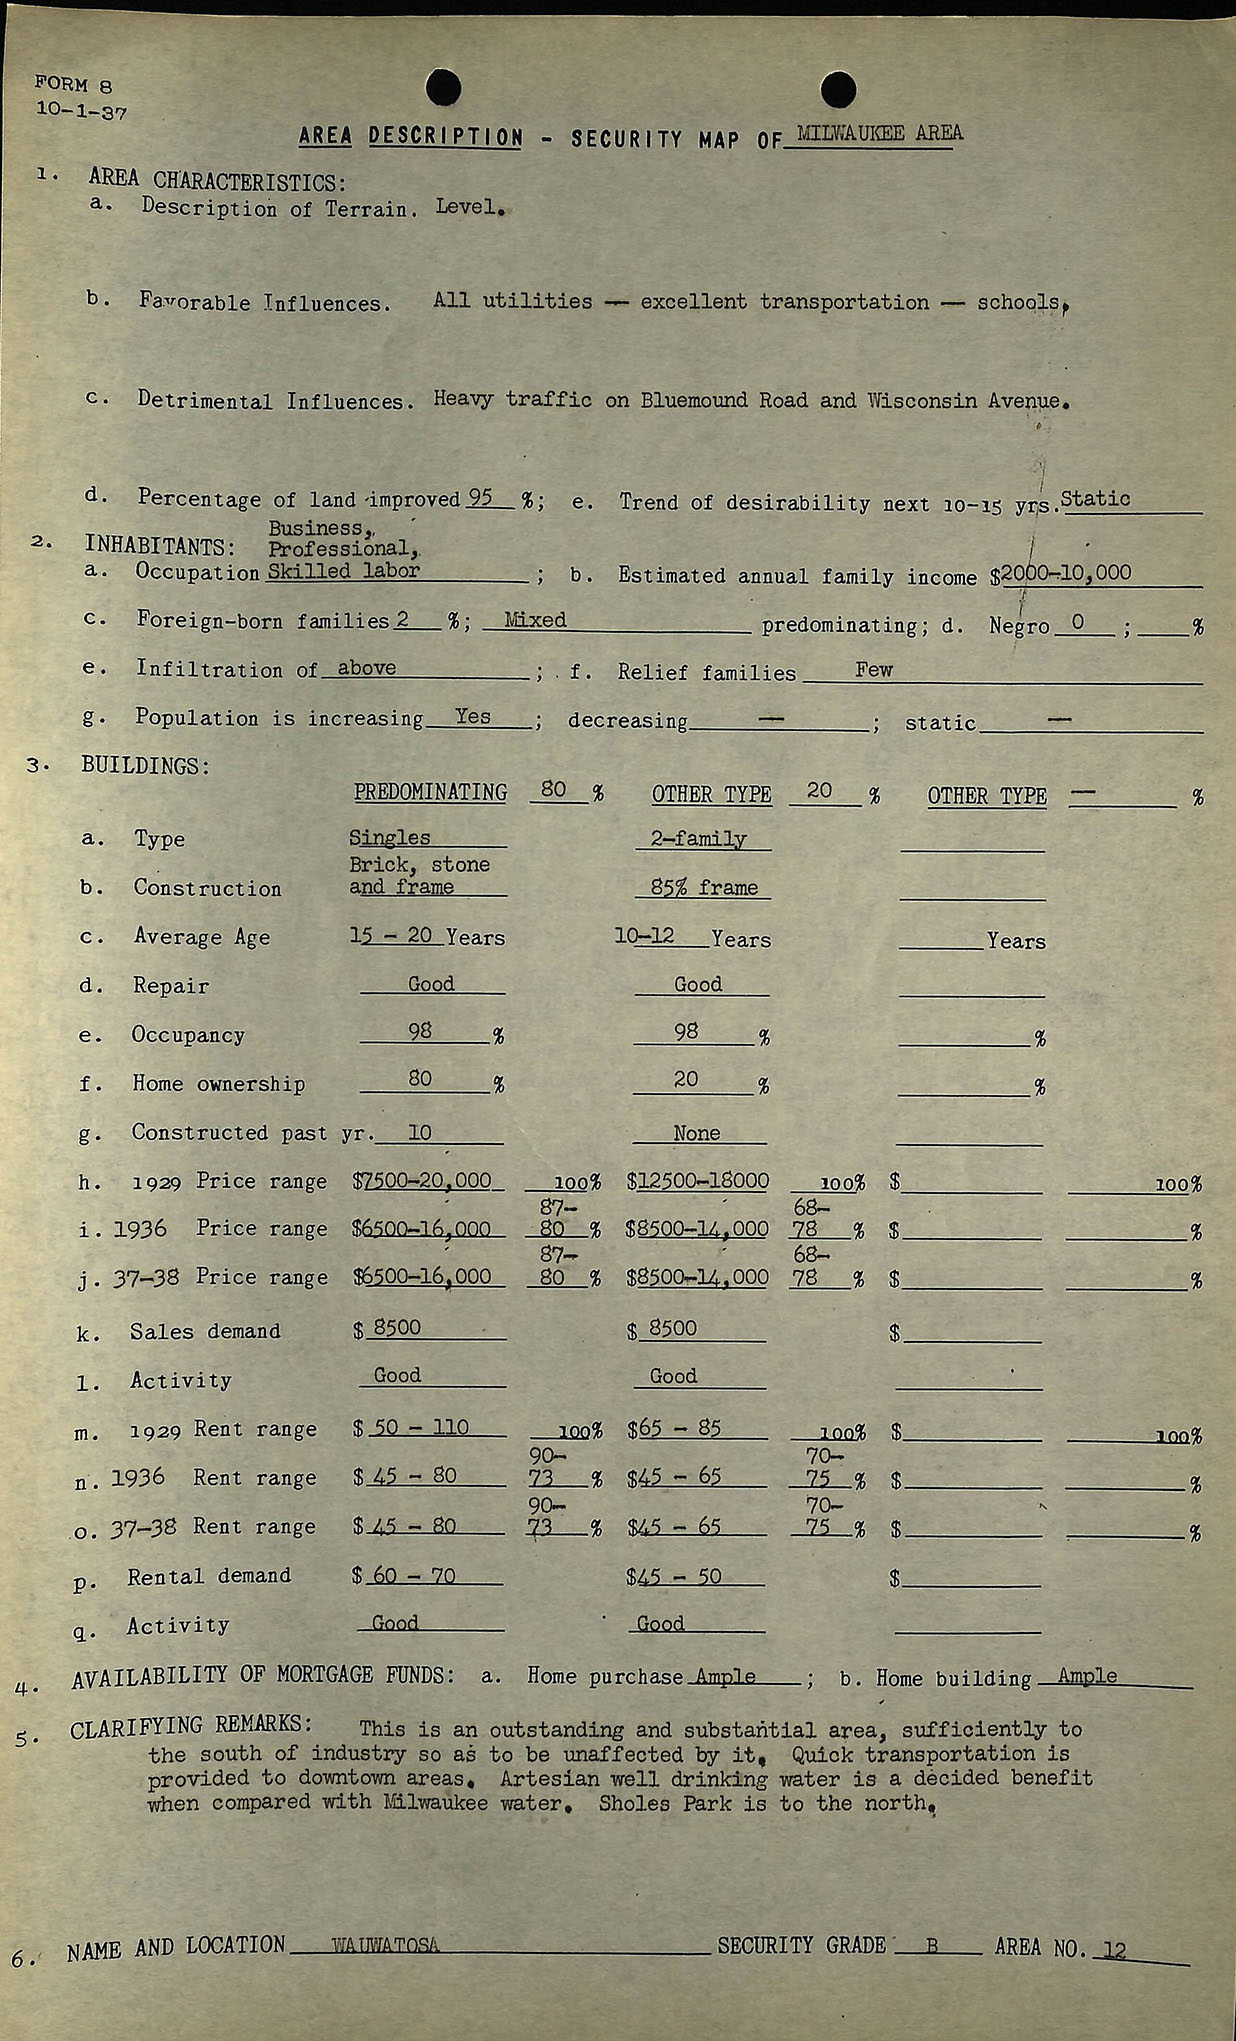 FORM 8
10-1-37
AREA DESCRIPTION - SECURITY MAP OF MILWAUKEE AREA
1. AREA CHARACTERISTICS:
a. Description of Terrain. Level.
b. Favorable Influences. All utilities — excellent transportation — schools.
c. Detrimental Influences. Heavy traffic on Bluemound Road and Wisconsin Avenue.
d. Percentage of land improved 95 %; e. Trend of desirability next 10-15 yrs. Static
Business,
2. INHABITANTS: Professional,
a. Occupation Skilled labor ; b. Estimated annual family income $2000-10,000
c. Foreign-born families 2 %; Mixed predominating; d. Negro 0 ; %
e. Infiltration of above ; f. Relief families Few
g. Population is increasing Yes ; decreasing — ; static —
3. BUILDINGS:
PREDOMINATING 80 % OTHER TYPE 20 % OTHER TYPE — %
a. Type Singles 2-family
Brick, stone
b. Construction and frame 85% frame
c. Average Age 15 - 20 Years 10-12 Years Years
d. Repair Good Good
e. Occupancy 98 % 98 % %
f. Home ownership 80 % 20 % %
g. Constructed past yr. 10 None
h. 1929 Price range $7500-20,000 100% $12500-18000 100% $ 100%
87- 68-
i. 1936 Price range $6500-16,000 80 % $8500-14,000 78 % $ %
87- 68-
j. 37-38 Price range $6500-16,000 80 % $8500-14,000 78 % $ %
k. Sales demand $ 8500 $ 8500 $
l. Activity Good Good
m. 1929 Rent range $ 50 - 110 100% $65 - 85 100% $ 100%
90- 70-
n. 1936 Rent range $ 45 - 80 73 % $45 - 65 75 % $ %
90- 70-
o. 37-38 Rent range $ 45 - 80 73 % $45 - 65 75 % $ %
p. Rental demand $ 60 - 70 $45 - 50 $
q. Activity Good Good
4. AVAILABILITY OF MORTGAGE FUNDS: a. Home purchase Ample ; b. Home building Ample
5. CLARIFYING REMARKS: This is an outstanding and substantial area, sufficiently to
the south of industry so as to be unaffected by it. Quick transportation is
provided to downtown areas. Artesian well drinking water is a decided benefit
when compared with Milwaukee water. Sholes Park is to the north.
6. NAME AND LOCATION WAUWATOSA SECURITY GRADE B AREA NO. 12